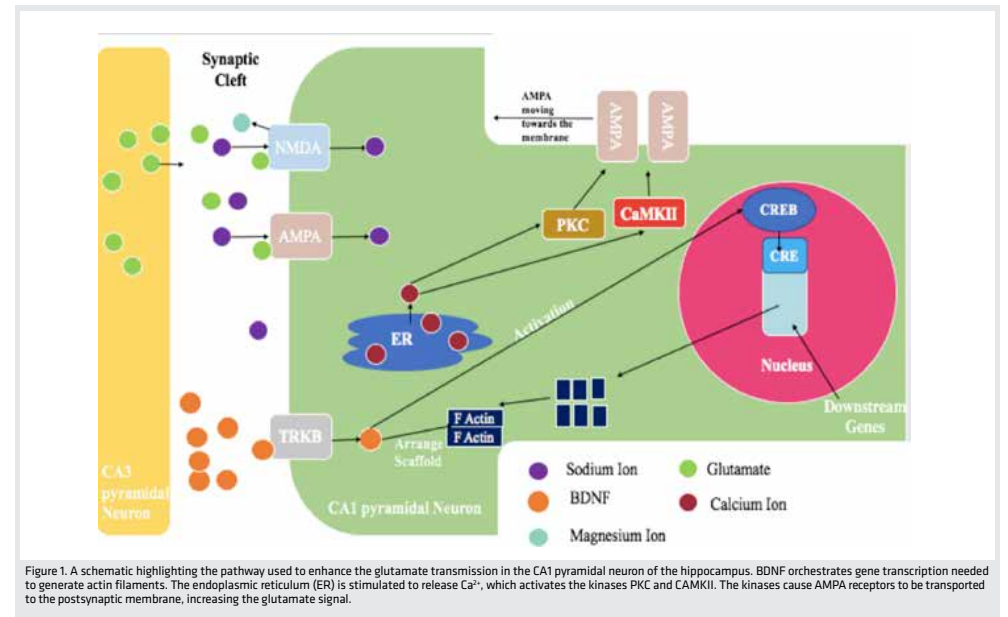 Synaptic
Cleft
AMPA
moving
towards the
membrane
AMPA
AMPA
NMDA
AMPA
PKC
CaMKII
CREB
CRE
ER
Activation
Nucleus
Downstream
Genes
TRKB
F Actin
F Actin
Arrange
Scaffold
CA3
pyramidal
Neuron
CA1 pyramidal Neuron
Sodium Ion
Glutamate
BDNF
Calcium Ion
Magnesium Ion
Figure 1. A schematic highlighting the pathway used to enhance the glutamate transmission in the CA1 pyramidal neuron of the hippocampus. BDNF orchestrates gene transcription needed
to generate actin filaments. The endoplasmic reticulum (ER) is stimulated to release Ca²⁺, which activates the kinases PKC and CAMKII. The kinases cause AMPA receptors to be transported
to the postsynaptic membrane, increasing the glutamate signal.